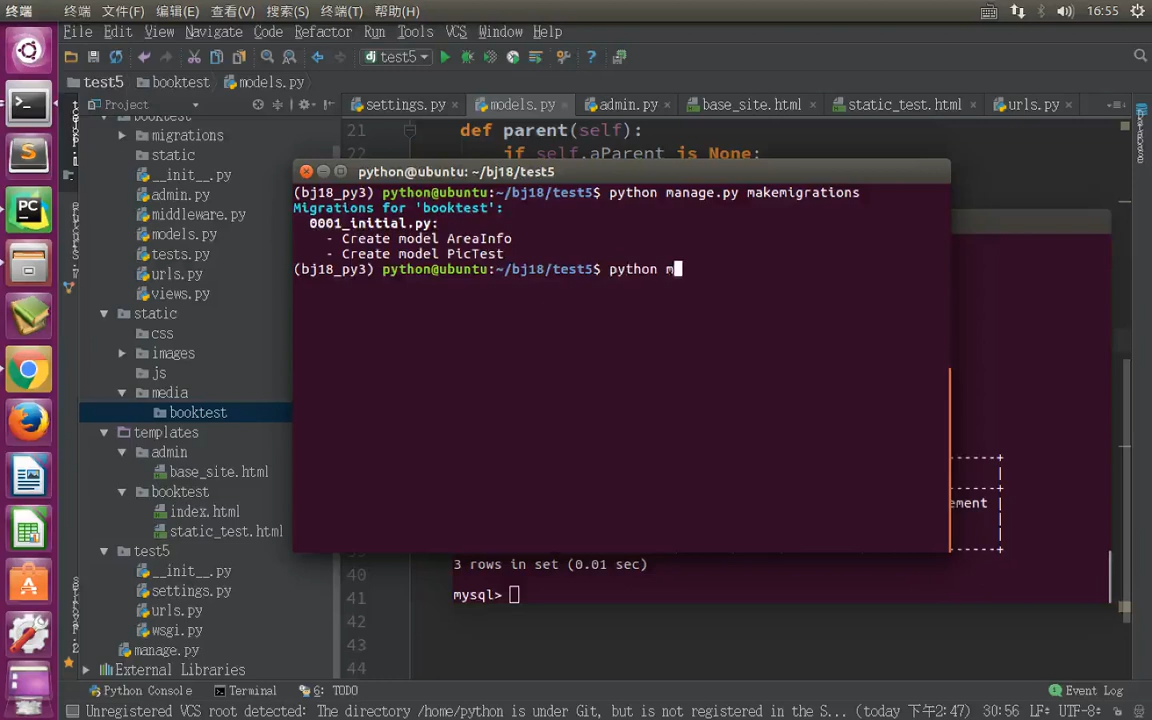 终端 终端 文件(F) 编辑(E) 查看(V) 搜索(S) 终端(T) 帮助(H) 16:55
File Edit View Navigate Code Refactor Run Tools VCS Window Help
dj test5
test5 booktest models.py
Project settings.py models.py admin.py base_site.html static_test.html urls.py
booktest
migrations
static
__init__.py
admin.py
middleware.py
models.py
tests.py
urls.py
views.py
static
css
images
js
media
booktest
templates
admin
base_site.html
booktest
index.html
static_test.html
test5
__init__.py
settings.py
urls.py
wsgi.py
manage.py
External Libraries
21 def parent(self):
22 if self.aParent is None:
python@ubuntu: ~/bj18/test5
(bj18_py3) python@ubuntu:~/bj18/test5$ python manage.py makemigrations
Migrations for 'booktest':
0001_initial.py:
- Create model AreaInfo
- Create model PicTest
(bj18_py3) python@ubuntu:~/bj18/test5$ python m
------+
|
------+
ement |
|
|
------+
3 rows in set (0.01 sec)
mysql>
40
41
42
43
44
Python Console Terminal 6: TODO Event Log
Unregistered VCS root detected: The directory /home/python is under Git, but is not registered in the S... (today 下午2:47) 30:56 LF÷ UTF-8÷